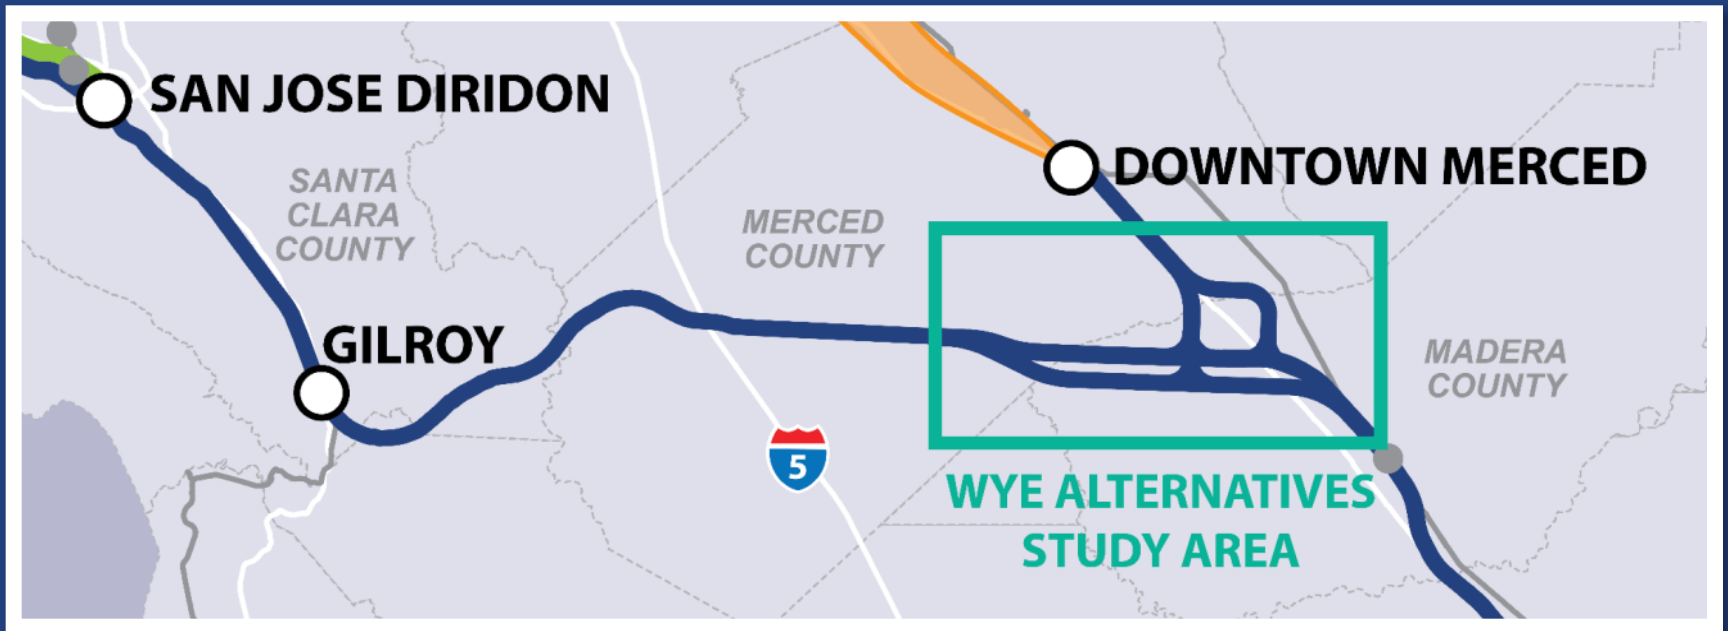 SAN JOSE DIRIDON
DOWNTOWN MERCED
SANTA
CLARA
COUNTY
MERCED
COUNTY
GILROY
MADERA
COUNTY
5
WYE ALTERNATIVES
STUDY AREA